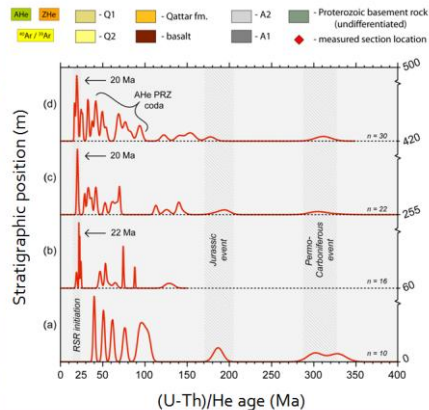 AHe ZHe - Q1 - Qattar fm. - A2 - Proterozoic basement rock
(undifferentiated)
⁴⁰Ar / ³⁹Ar - Q2 - basalt - A1 - measured section location
500
(d) 20 Ma AHe PRZ
coda
n = 30
420
(c) 20 Ma
n = 22
255
(b) 22 Ma
Jurassic
event
Permo-
Carboniferous
event
n = 16
60
(a) RSR initiation
n = 10
0
Stratigraphic position (m)
0 25 50 100 150 200 250 300 350 400
(U-Th)/He age (Ma)